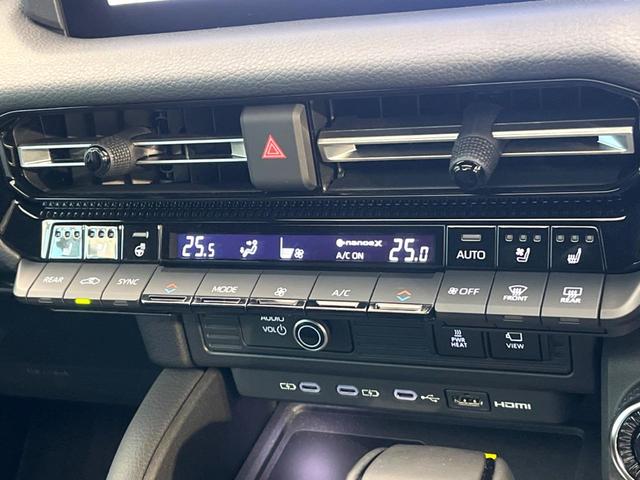 25.5 nanoeX A/C ON 25.0 AUTO
REAR SYNC MODE A/C OFF FRONT REAR
AUDIO
VOL PWR HEAT VIEW
HDMI